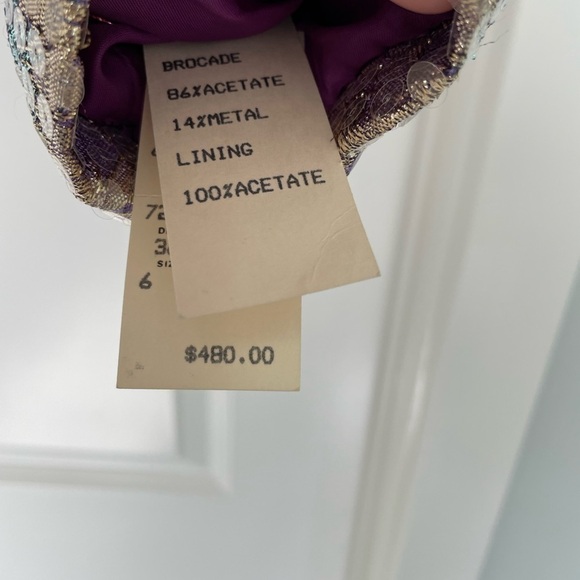 BROCADE
86%ACETATE
14%METAL
LINING
100%ACETATE
6
$480.00